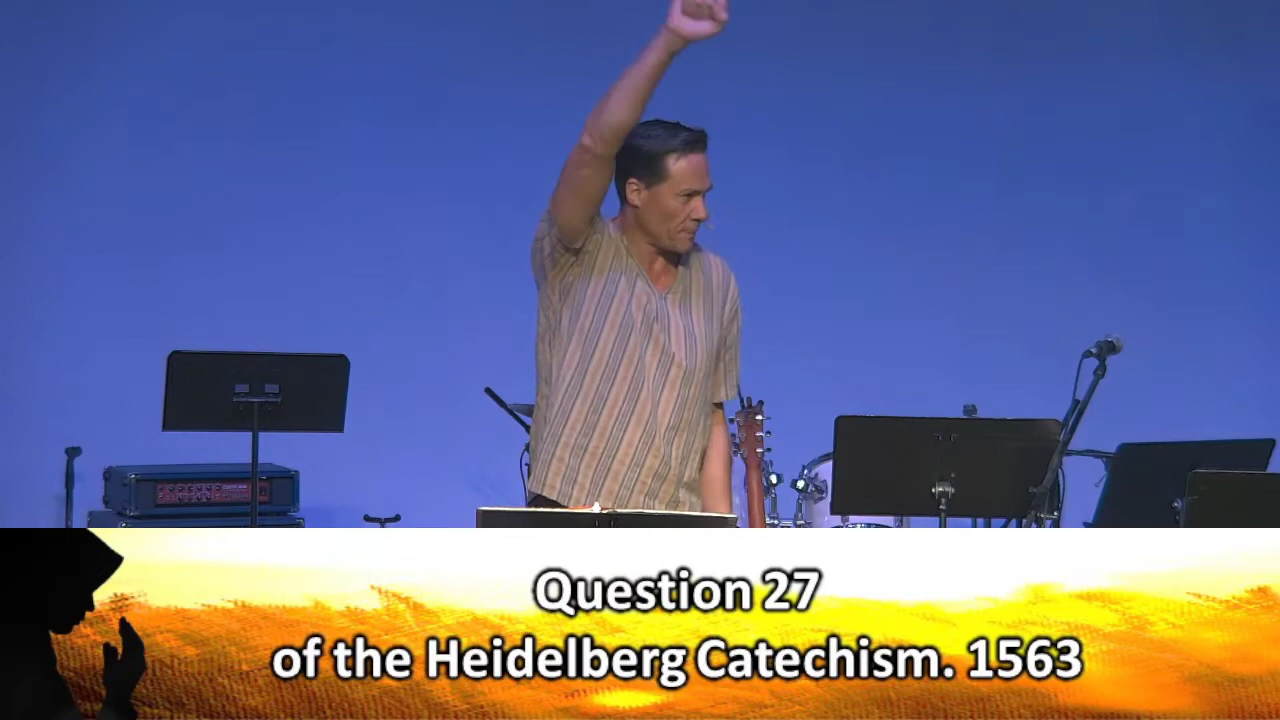 Question 27
of the Heidelberg Catechism. 1563